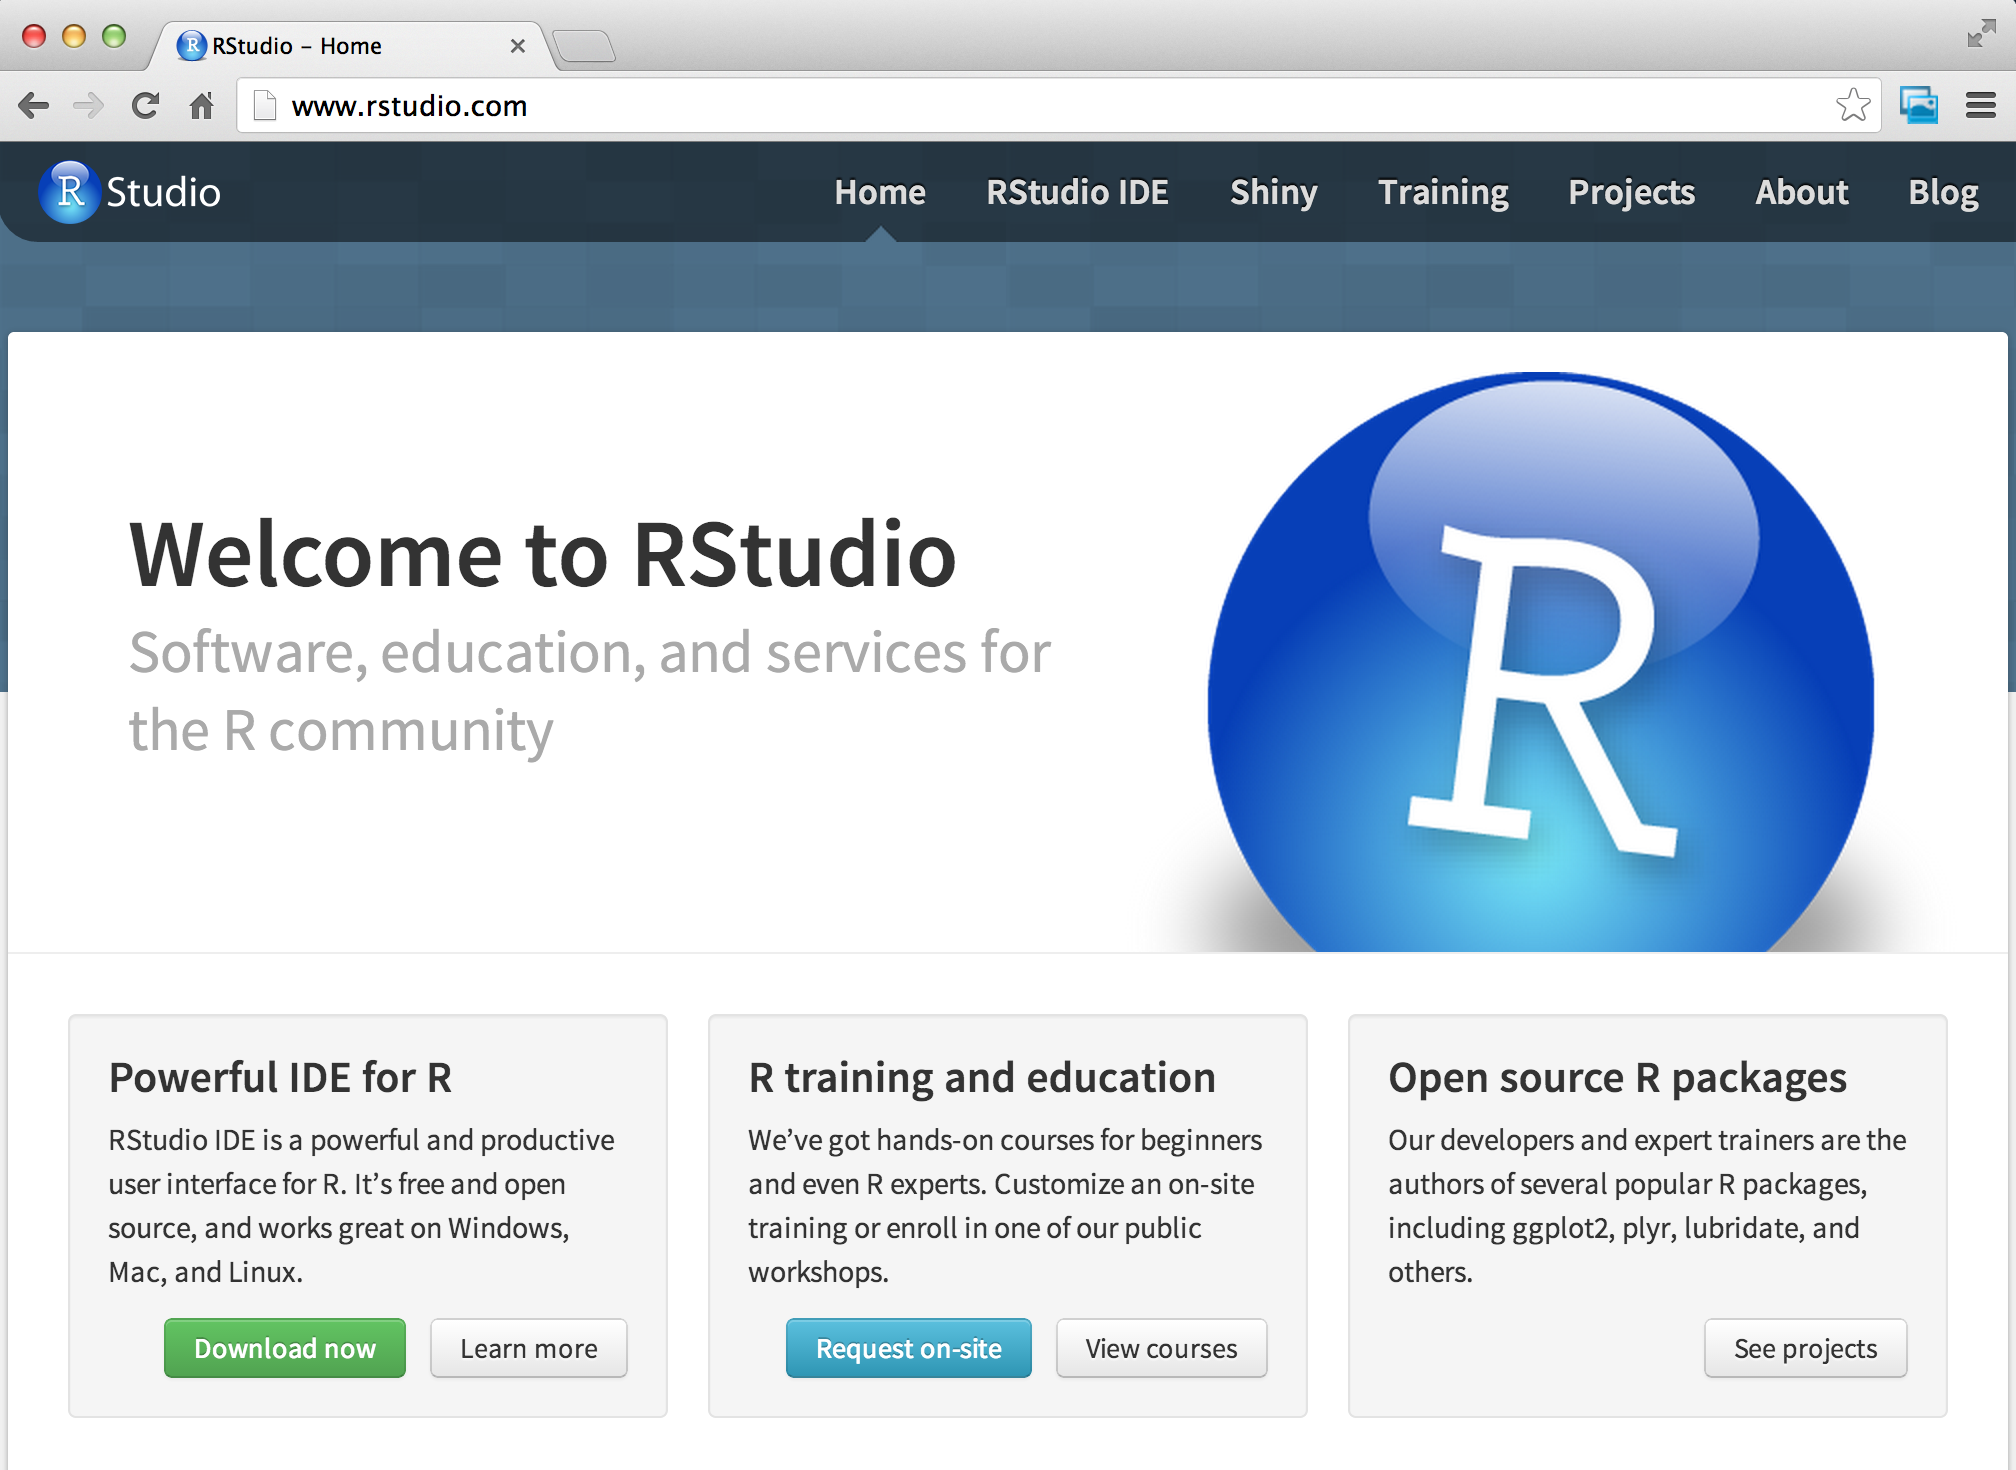 RStudio – Home
www.rstudio.com
R Studio
Home RStudio IDE Shiny Training Projects About Blog
Welcome to RStudio
Software, education, and services for
the R community
R
Powerful IDE for R
RStudio IDE is a powerful and productive
user interface for R. It’s free and open
source, and works great on Windows,
Mac, and Linux.
Download now Learn more
R training and education
We’ve got hands-on courses for beginners
and even R experts. Customize an on-site
training or enroll in one of our public
workshops.
Request on-site View courses
Open source R packages
Our developers and expert trainers are the
authors of several popular R packages,
including ggplot2, plyr, lubridate, and
others.
See projects